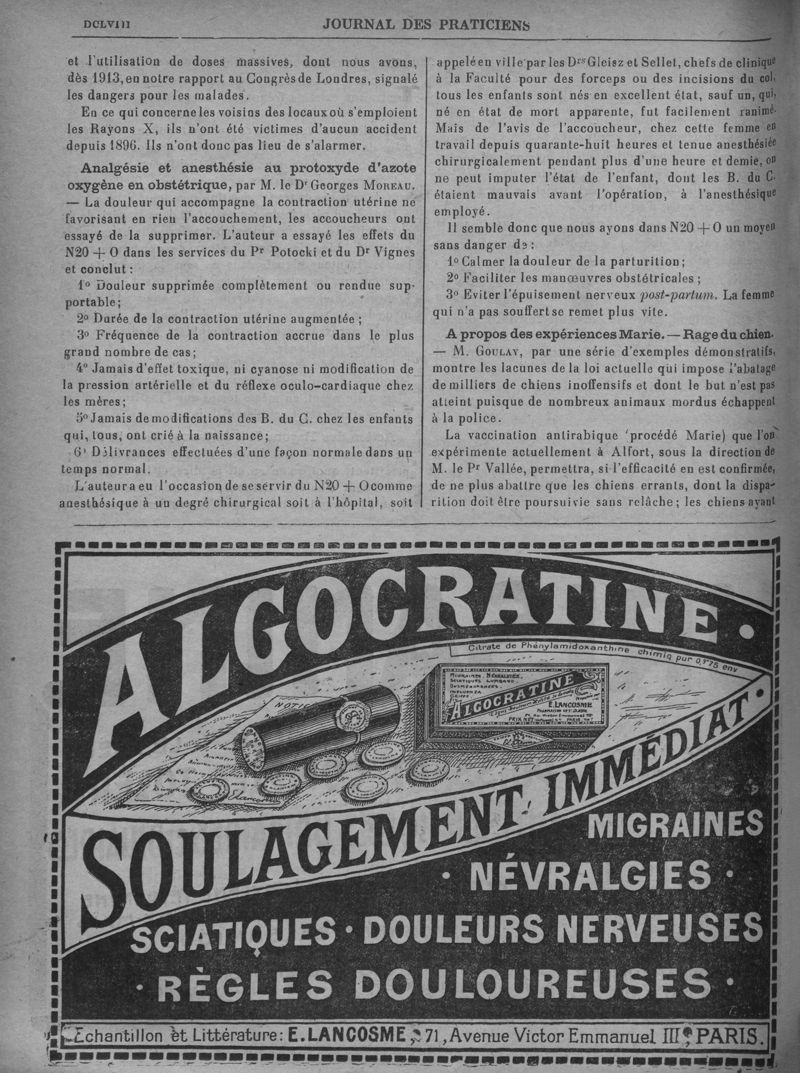 DCLVIII
JOURNAL DES PRATICIENS
et l'utilisation de doses massives, dont nous avons,
dès 1913, en notre rapport au Congrès de Londres, signalé
les dangers pour les malades.
En ce qui concerne les voisins des locaux où s'emploient
les Rayons X, ils n'ont été victimes d'aucun accident
depuis 1896. Ils n'ont donc pas lieu de s'alarmer.
Analgésie et anesthésie au protoxyde d'azote
oxygène en obstétrique, par M. le Dr Georges MOREAU.
— La douleur qui accompagne la contraction utérine ne
favorisant en rien l'accouchement, les accoucheurs ont
essayé de la supprimer. L'auteur a essayé les effets du
N20 + O dans les services du Pr Potocki et du Dr Vignes
et conclut :
1o Douleur supprimée complètement ou rendue sup-
portable;
2o Durée de la contraction utérine augmentée ;
3o Fréquence de la contraction accrue dans le plus
grand nombre de cas;
4o Jamais d'effet toxique, ni cyanose ni modification de
la pression artérielle et du réflexe oculo-cardiaque chez
les mères;
5o Jamais de modifications des B. du C. chez les enfants
qui, tous, ont crié à la naissance;
6o Délivrances effectuées d'une façon normale dans un
temps normal.
L'auteur a eu l'occasion de se servir du N20 + O comme
anesthésique à un degré chirurgical soit à l'hôpital, soit
appelé en ville par les Drs Gleisz et Sellet, chefs de clinique
à la Faculté pour des forceps ou des incisions du col,
tous les enfants sont nés en excellent état, sauf un, qui,
né en état de mort apparente, fut facilement ranimé.
Mais de l'avis de l'accoucheur, chez cette femme en
travail depuis quarante-huit heures et tenue anesthésiée
chirurgicalement pendant plus d'une heure et demie, on
ne peut imputer l'état de l'enfant, dont les B. du C.
étaient mauvais avant l'opération, à l'anesthésique
employé.
Il semble donc que nous ayons dans N20 + O un moyen
sans danger de :
1o Calmer la douleur de la parturition;
2o Faciliter les manœuvres obstétricales ;
3o Eviter l'épuisement nerveux post-partum. La femme
qui n'a pas souffert se remet plus vite.
A propos des expériences Marie. — Rage du chien.
— M. GOULAY, par une série d'exemples démonstratifs,
montre les lacunes de la loi actuelle qui impose l'abatage
de milliers de chiens inoffensifs et dont le but n'est pas
atteint puisque de nombreux animaux mordus échappent
à la police.
La vaccination antirabique (procédé Marie) que l'on
expérimente actuellement à Alfort, sous la direction de
M. le Pr Vallée, permettra, si l'efficacité en est confirmée,
de ne plus abattre que les chiens errants, dont la dispa-
rition doit être poursuivie sans relâche; les chiens ayant
ALGOCRATINE.
Citrate de Phénylamidoxanthine chimiq pur 0,775 env
NOTICE
MIGRAINES, NÉVRALGIES,
ALGOCRATINE
E. LANCOSME
SOULAGEMENT IMMÉDIAT.
MIGRAINES
· NÉVRALGIES ·
SCIATIQUES · DOULEURS NERVEUSES
· RÈGLES DOULOUREUSES ·
Echantillon et Littérature: E. LANCOSME, 71, Avenue Victor Emmanuel III, PARIS.